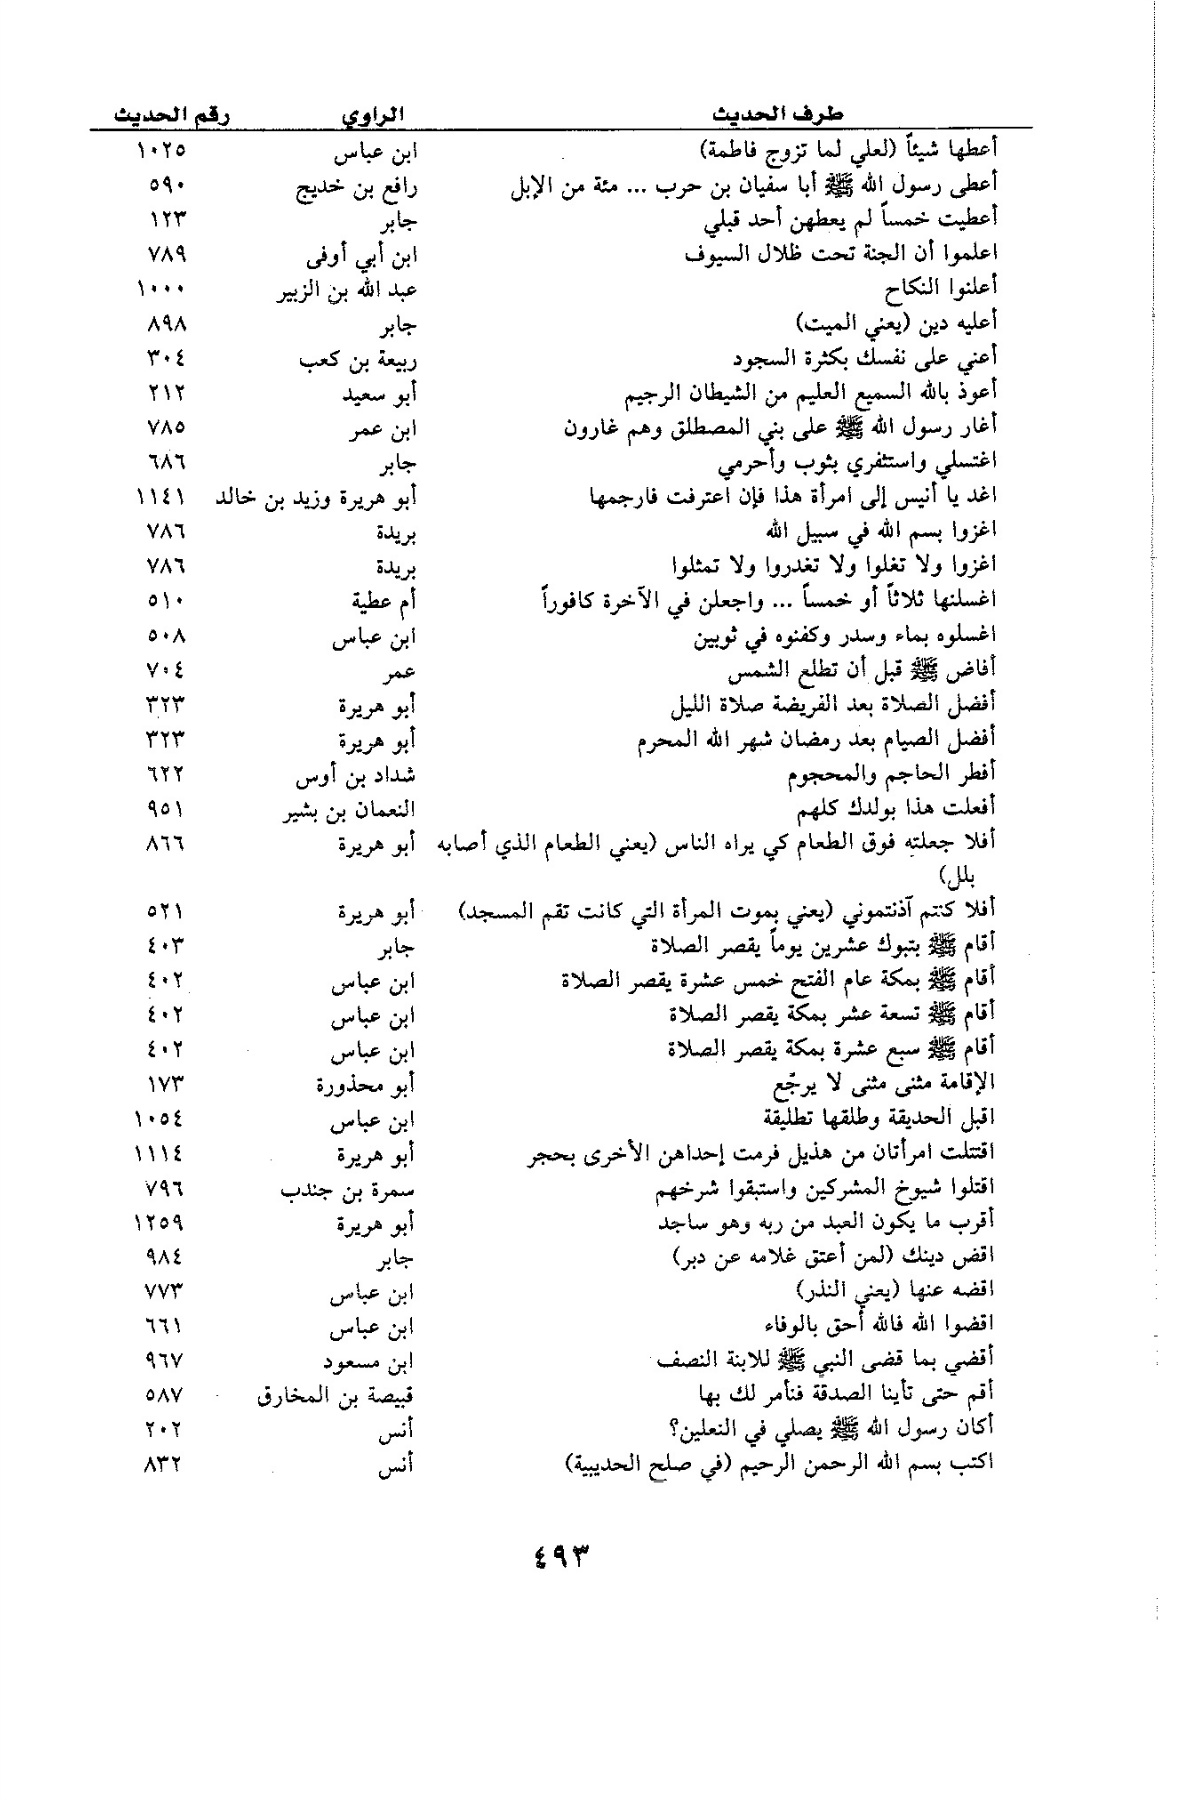 طرف الحديث الراوي رقم الحديث
أعطها شيئاً (لعلي لما تزوج فاطمة) ابن عباس ١٠٢٥
أعطى رسول الله ﷺ أبا سفيان بن حرب ... مئة من الإبل رافع بن خديج ٥٩٠
أعطيت خمساً لم يعطهن أحد قبلي جابر ١٢٣
اعلموا أن الجنة تحت ظلال السيوف ابن أبي أوفى ٧٨٩
أعلنوا النكاح عبد الله بن الزبير ١٠٠٠
أعليه دين (يعني الميت) جابر ٨٩٨
أعني على نفسك بكثرة السجود ربيعة بن كعب ٣٠٤
أعوذ بالله السميع العليم من الشيطان الرجيم أبو سعيد ٢١٢
أغار رسول الله ﷺ على بني المصطلق وهم غارون ابن عمر ٧٨٥
اغتسلي واستثفري بثوب وأحرمي جابر ٦٨٦
اغد يا أنيس إلى امرأة هذا فإن اعترفت فارجمها أبو هريرة وزيد بن خالد ١١٤١
اغزوا بسم الله في سبيل الله بريدة ٧٨٦
اغزوا ولا تغلوا ولا تغدروا ولا تمثلوا بريدة ٧٨٦
اغسلنها ثلاثاً أو خمساً ... واجعلن في الآخرة كافوراً أم عطية ٥١٠
اغسلوه بماء وسدر وكفنوه في ثوبين ابن عباس ٥٠٨
أفاض ﷺ قبل أن تطلع الشمس عمر ٧٠٤
أفضل الصلاة بعد الفريضة صلاة الليل أبو هريرة ٣٢٣
أفضل الصيام بعد رمضان شهر الله المحرم أبو هريرة ٣٢٣
أفطر الحاجم والمحجوم شداد بن أوس ٦٢٢
أفعلت هذا بولدك كلهم النعمان بن بشير ٩٥١
أفلا جعلته فوق الطعام كي يراه الناس (يعني الطعام الذي أصابه أبو هريرة ٨٦٦
بلل)
أفلا كنتم آذنتموني (يعني بموت المرأة التي كانت تقم المسجد) أبو هريرة ٥٢١
أقام ﷺ بتبوك عشرين يوماً يقصر الصلاة جابر ٤٠٣
أقام ﷺ بمكة عام الفتح خمس عشرة يقصر الصلاة ابن عباس ٤٠٢
أقام ﷺ تسعة عشر بمكة يقصر الصلاة ابن عباس ٤٠٢
أقام ﷺ سبع عشرة بمكة يقصر الصلاة ابن عباس ٤٠٢
الإقامة مثنى مثنى لا يرجّع أبو محذورة ١٧٣
اقبل الحديقة وطلقها تطليقة ابن عباس ١٠٥٤
اقتتلت امرأتان من هذيل فرمت إحداهن الأخرى بحجر أبو هريرة ١١١٤
اقتلوا شيوخ المشركين واستبقوا شرخهم سمرة بن جندب ٧٩٦
أقرب ما يكون العبد من ربه وهو ساجد أبو هريرة ١٢٥٩
اقض دينك (لمن أعتق غلامه عن دبر) جابر ٩٨٤
اقضه عنها (يعني النذر) ابن عباس ٧٧٣
اقضوا الله فالله أحق بالوفاء ابن عباس ٦٦١
أقضي بما قضى النبي ﷺ للابنة النصف ابن مسعود ٩٦٧
أقم حتى تأينا الصدقة فنأمر لك بها قبيصة بن المخارق ٥٨٧
أكان رسول الله ﷺ يصلي في النعلين؟ أنس ٢٠٢
اكتب بسم الله الرحمن الرحيم (في صلح الحديبية) أنس ٨٣٢
٤٩٣